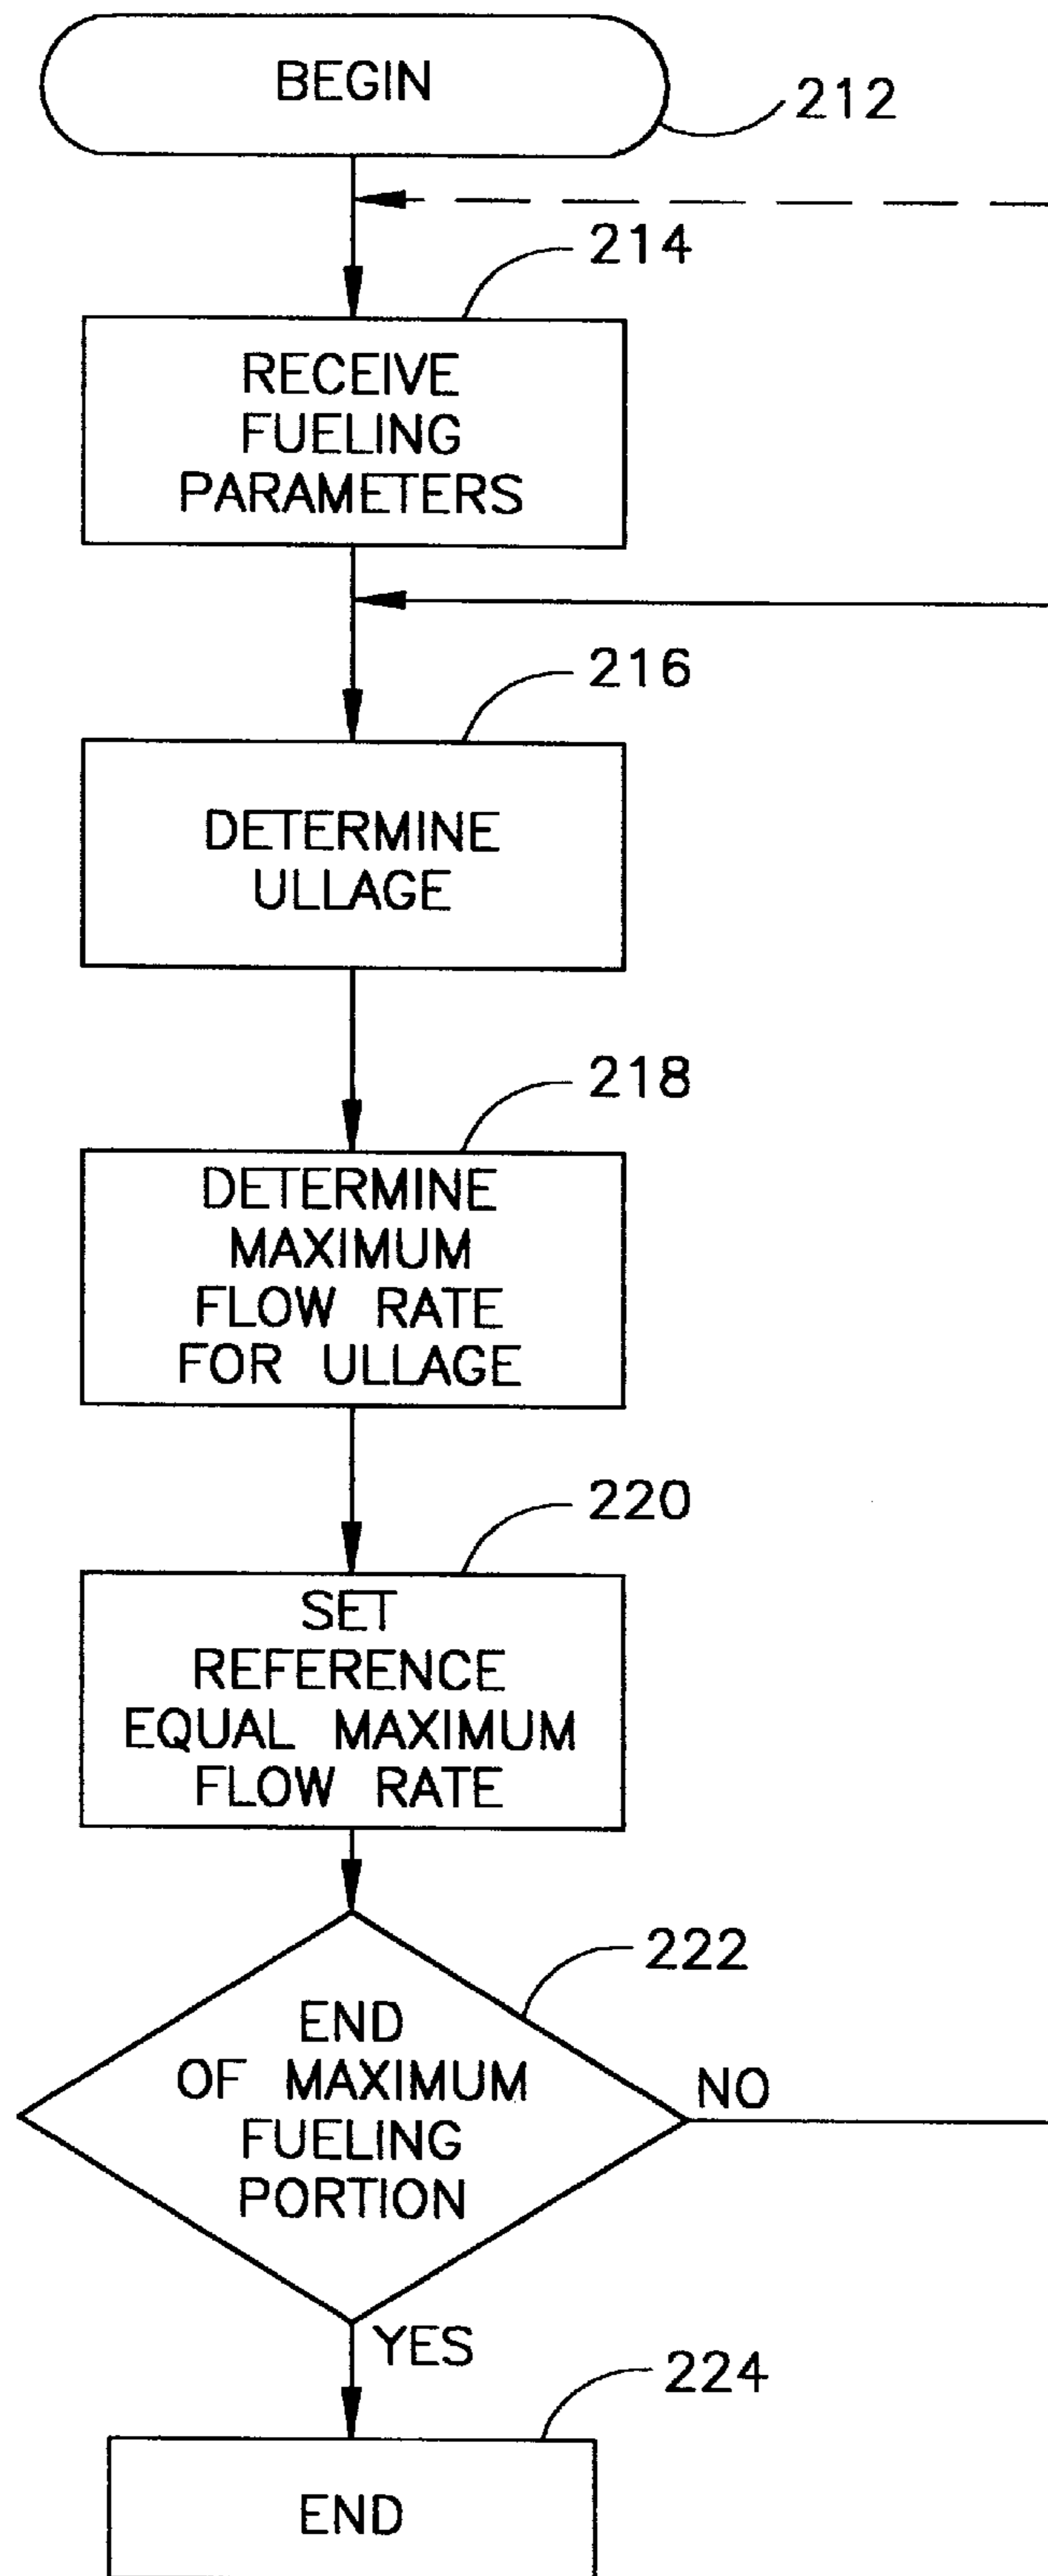 BEGIN
212
214
RECEIVE
FUELING
PARAMETERS
216
DETERMINE
ULLAGE
218
DETERMINE
MAXIMUM
FLOW RATE
FOR ULLAGE
220
SET
REFERENCE
EQUAL MAXIMUM
FLOW RATE
222
END
OF MAXIMUM
FUELING
PORTION
NO
YES
224
END